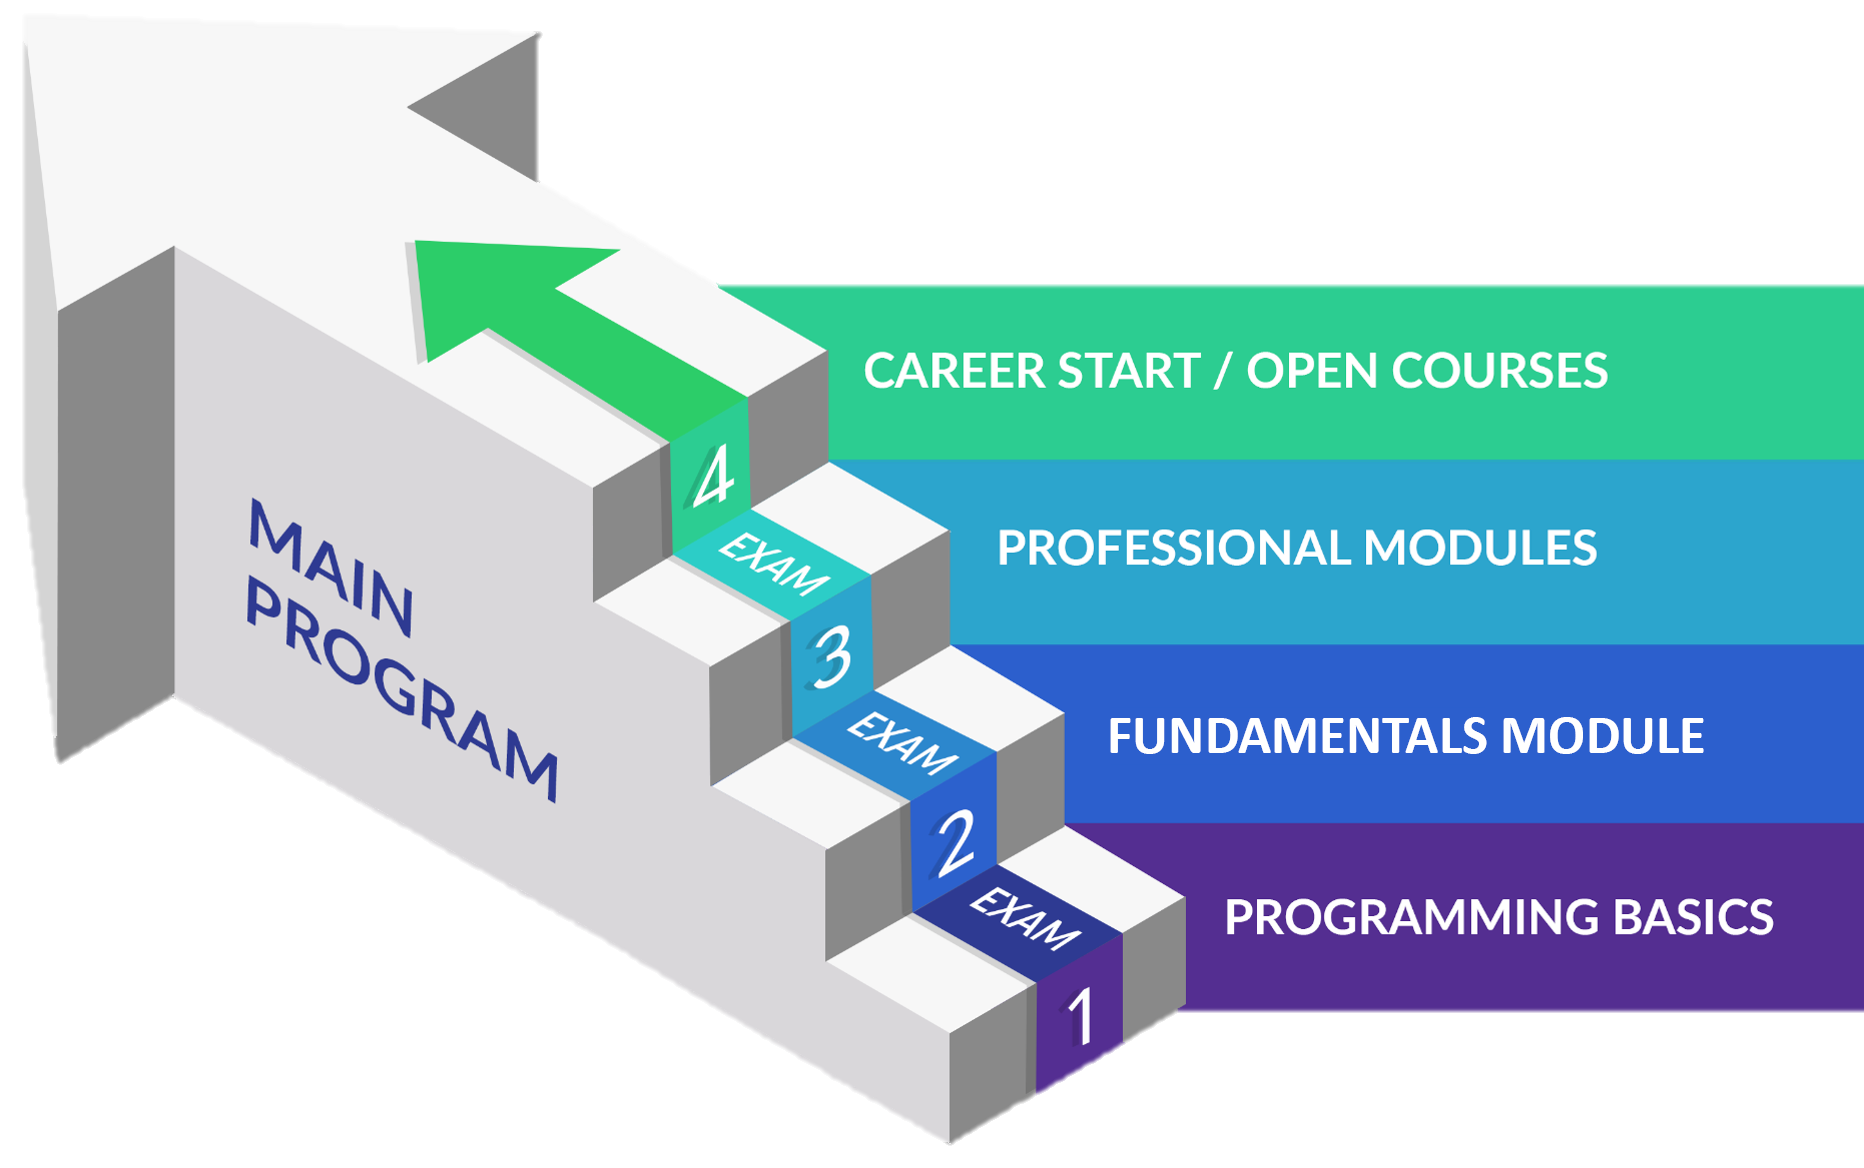 MAIN
PROGRAM
4
CAREER START / OPEN COURSES
EXAM
3
PROFESSIONAL MODULES
EXAM
2
FUNDAMENTALS MODULE
EXAM
1
PROGRAMMING BASICS